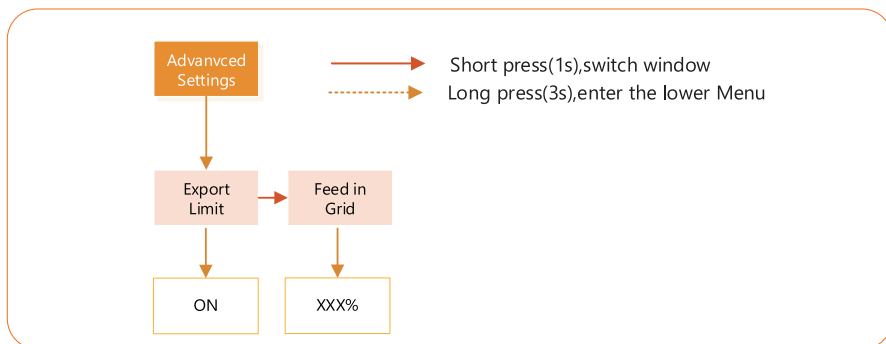 Advanvced
Settings
Short press(1s),switch window
Long press(3s),enter the lower Menu
Export
Limit
Feed in
Grid
ON
XXX%